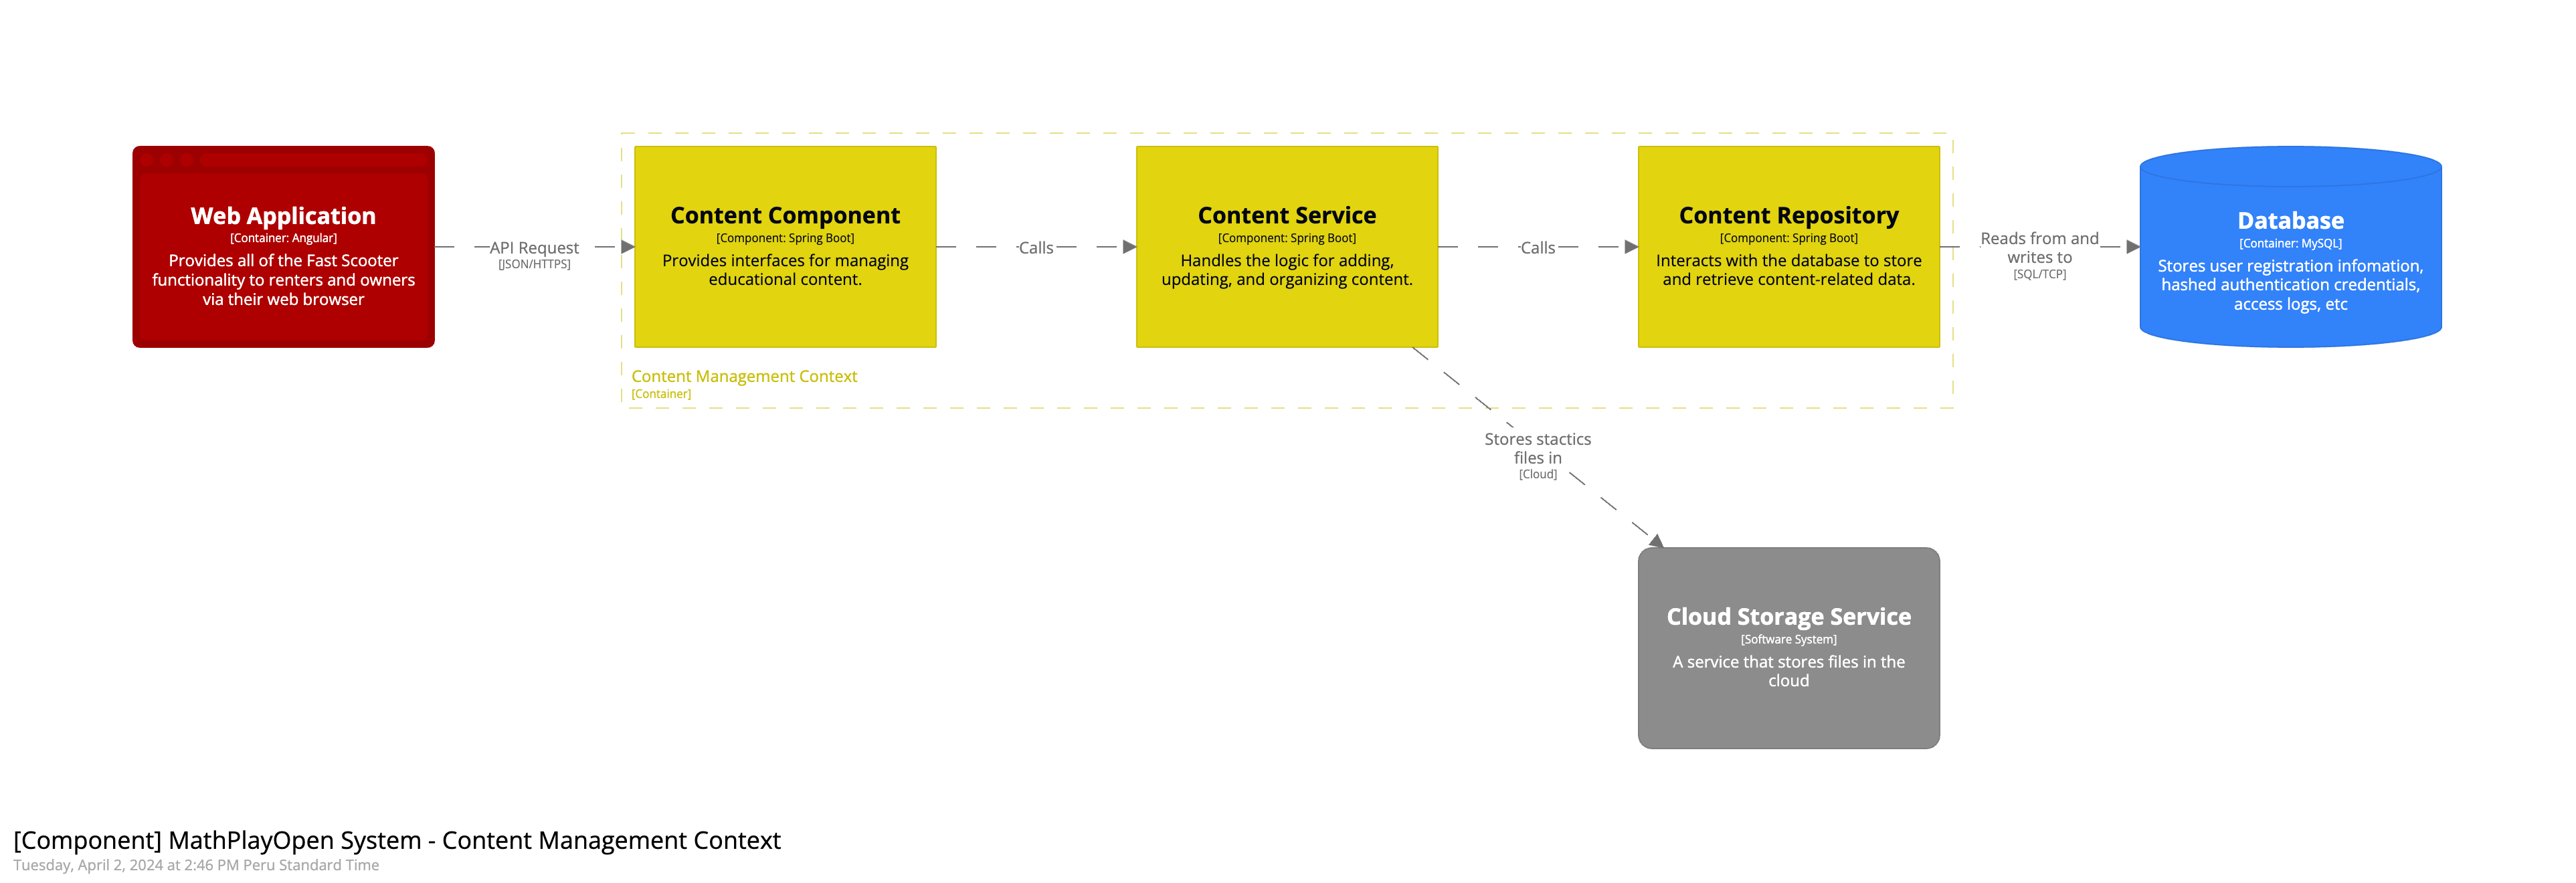 Web Application
[Container: Angular]
Provides all of the Fast Scooter
functionality to renters and owners
via their web browser
API Request
[JSON/HTTPS]
Content Component
[Component: Spring Boot]
Provides interfaces for managing
educational content.
Calls
Content Service
[Component: Spring Boot]
Handles the logic for adding,
updating, and organizing content.
Calls
Content Repository
[Component: Spring Boot]
Interacts with the database to store
and retrieve content-related data.
Reads from and
writes to
[SQL/TCP]
Database
[Container: MySQL]
Stores user registration infomation,
hashed authentication credentials,
access logs, etc
Content Management Context
[Container]
Stores stactics
files in
[Cloud]
Cloud Storage Service
[Software System]
A service that stores files in the
cloud
[Component] MathPlayOpen System - Content Management Context
Tuesday, April 2, 2024 at 2:46 PM Peru Standard Time